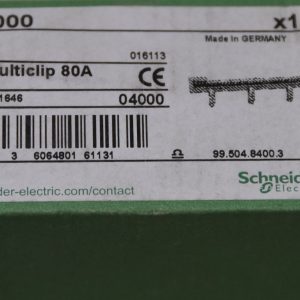 000 x1
Made in GERMANY
016113
ulticlip 80A CE
1646 04000
3 6064801 61131 99.504.8400.3
der-electric.com/contact Schneid
Elec